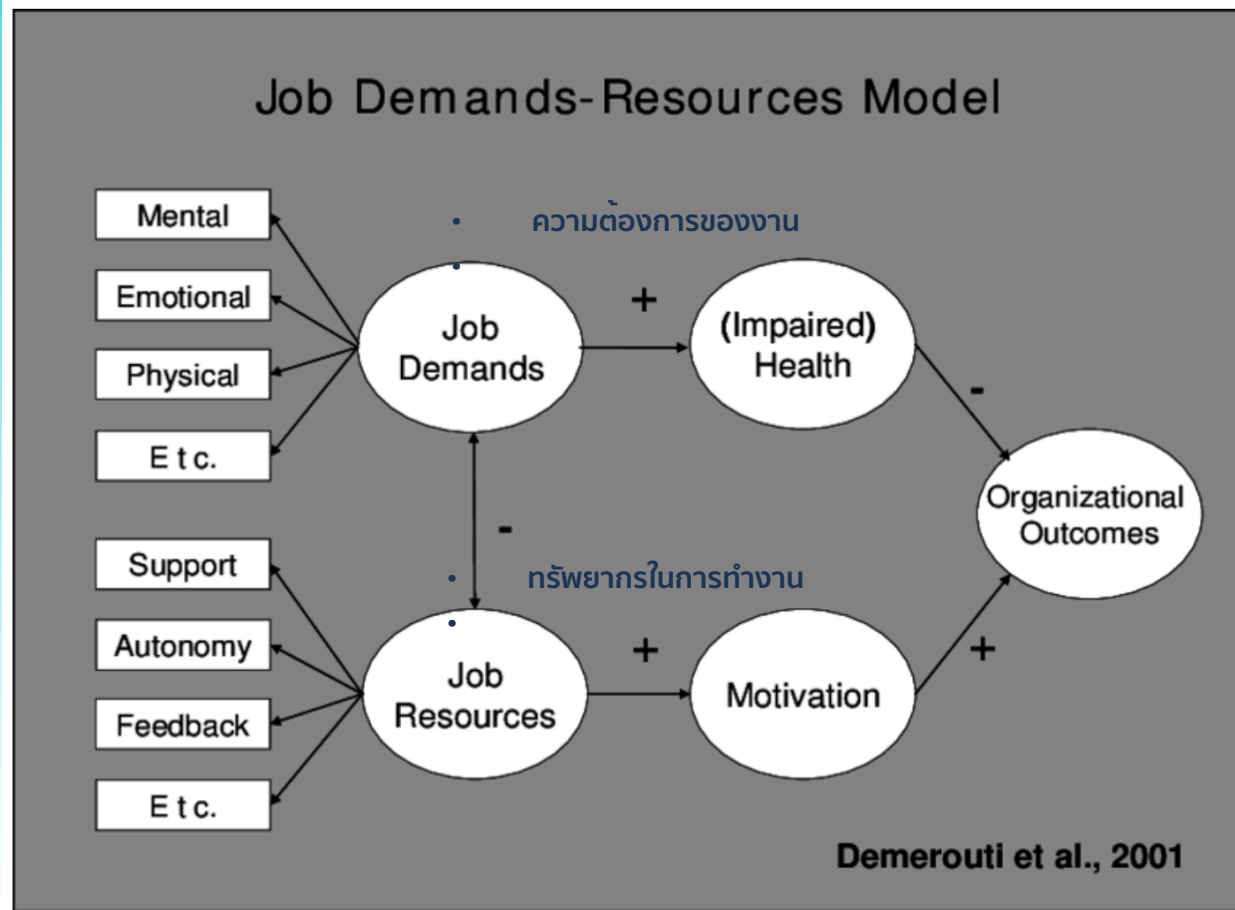 Job Demands-Resources Model
Mental
Emotional
Physical
Etc.
• ความต้องการของงาน
•
Job
Demands
+
(Impaired)
Health
-
Organizational
Outcomes
-
Support
Autonomy
Feedback
Etc.
• ทรัพยากรในการทำงาน
•
Job
Resources
+
Motivation
+
Demerouti et al., 2001